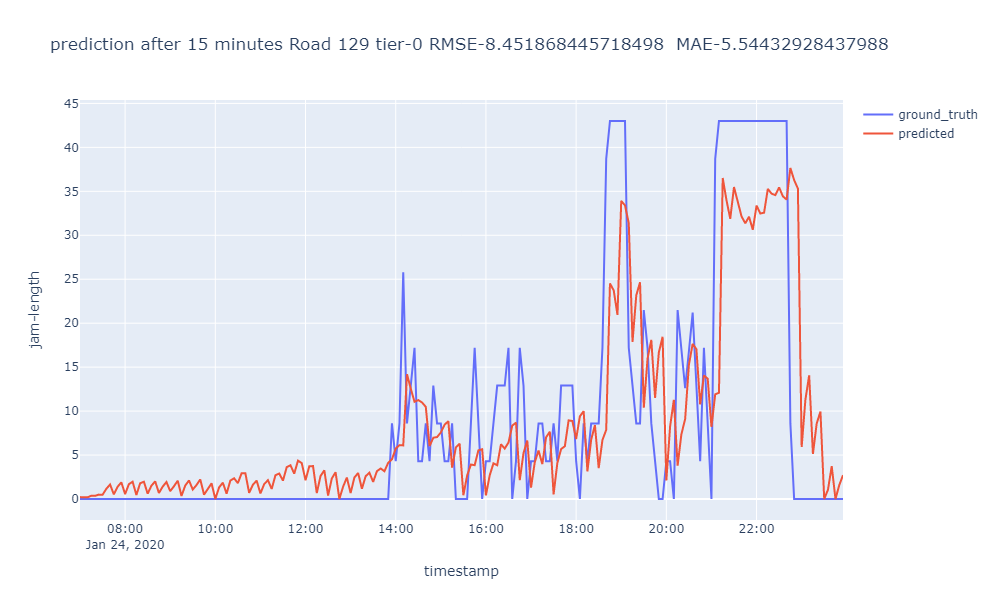 prediction after 15 minutes Road 129 tier-0 RMSE-8.451868445718498  MAE-5.54432928437988
ground_truth
predicted
jam-length
45
40
35
30
25
20
15
10
5
0
08:00 10:00 12:00 14:00 16:00 18:00 20:00 22:00
Jan 24, 2020
timestamp